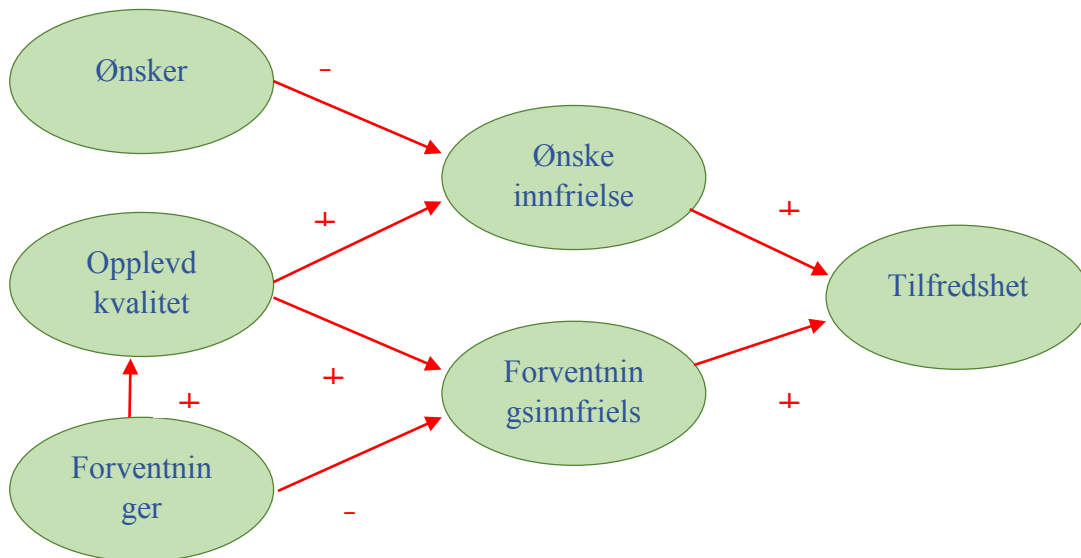 Ønsker
-
Ønske
innfrielse
+
+
Opplevd
kvalitet
Tilfredshet
Forventnin
gsinnfriels
+
+
+
Forventnin
ger
-